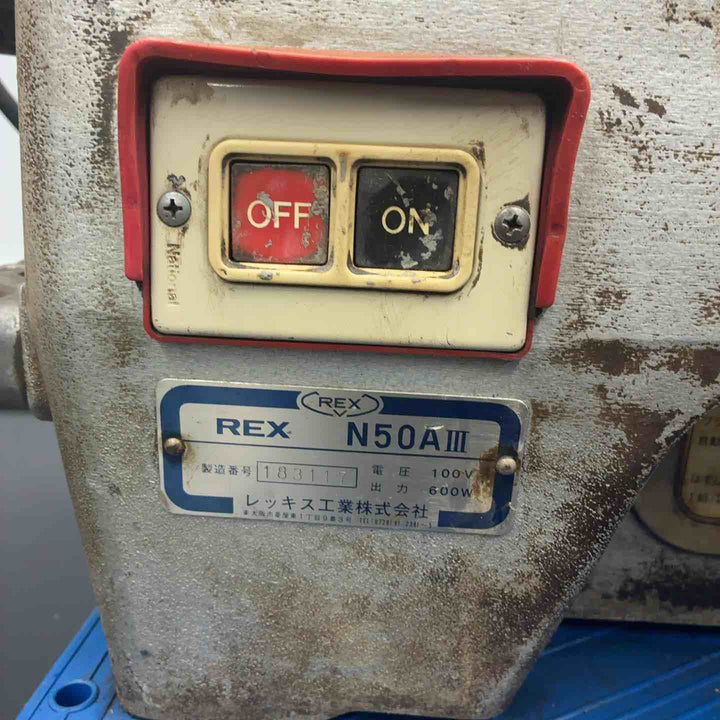 OFF ON
National
REX
REX N50AIII
製造番号 183117 電圧 100V
出力 600W
レッキス工業株式会社